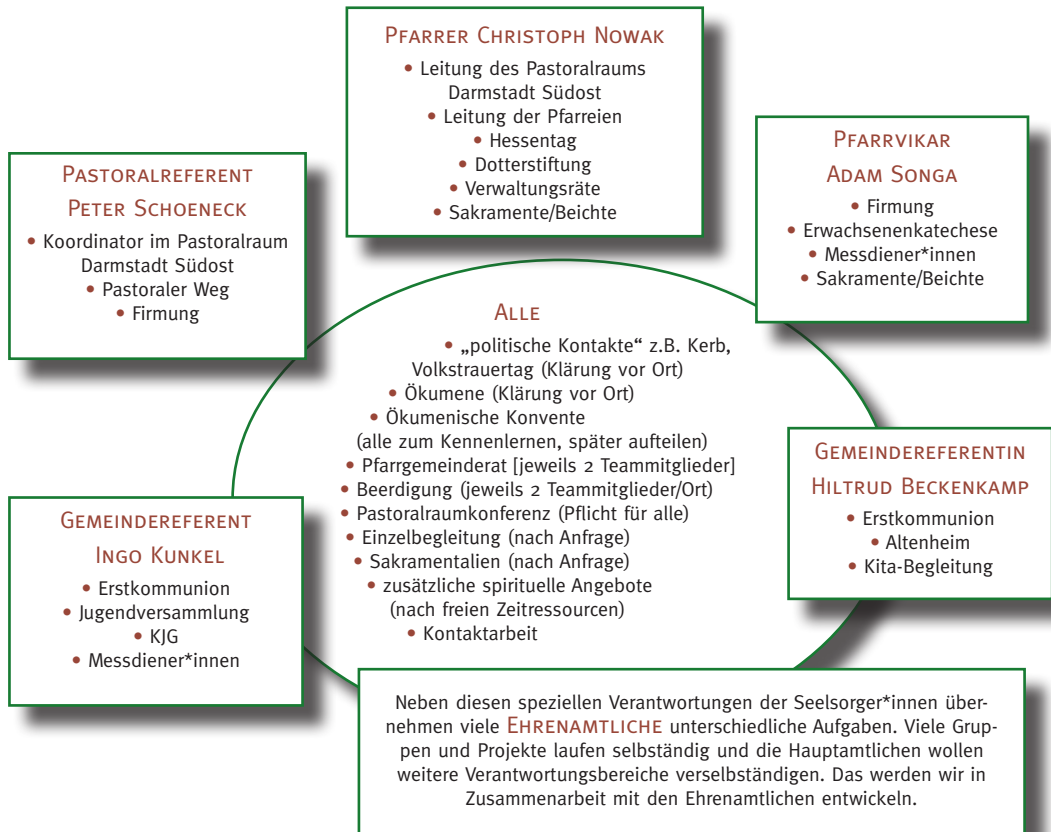 PFARRER CHRISTOPH NOWAK
• Leitung des Pastoralraums
Darmstadt Südost
• Leitung der Pfarreien
• Hessentag
• Dotterstiftung
• Verwaltungsräte
• Sakramente/Beichte
PASTORALREFERENT
PETER SCHOENECK
• Koordinator im Pastoralraum
Darmstadt Südost
• Pastoraler Weg
• Firmung
PFARRVIKAR
ADAM SONGA
• Firmung
• Erwachsenenkatechese
• Messdiener*innen
• Sakramente/Beichte
ALLE
• „politische Kontakte“ z.B. Kerb,
Volkstrauertag (Klärung vor Ort)
• Ökumene (Klärung vor Ort)
• Ökumenische Konvente
(alle zum Kennenlernen, später aufteilen)
• Pfarrgemeinderat [jeweils 2 Teammitglieder]
• Beerdigung (jeweils 2 Teammitglieder/Ort)
• Pastoralraumkonferenz (Pflicht für alle)
• Einzelbegleitung (nach Anfrage)
• Sakramentalien (nach Anfrage)
• zusätzliche spirituelle Angebote
(nach freien Zeitressourcen)
• Kontaktarbeit
GEMEINDEREFERENTIN
HILTRUD BECKENKAMP
• Erstkommunion
• Altenheim
• Kita-Begleitung
GEMEINDEREFERENT
INGO KUNKEL
• Erstkommunion
• Jugendversammlung
• KJG
• Messdiener*innen
Neben diesen speziellen Verantwortungen der Seelsorger*innen über-
nehmen viele EHRENAMTLICHE unterschiedliche Aufgaben. Viele Grup-
pen und Projekte laufen selbständig und die Hauptamtlichen wollen
weitere Verantwortungsbereiche verselbständigen. Das werden wir in
Zusammenarbeit mit den Ehrenamtlichen entwickeln.